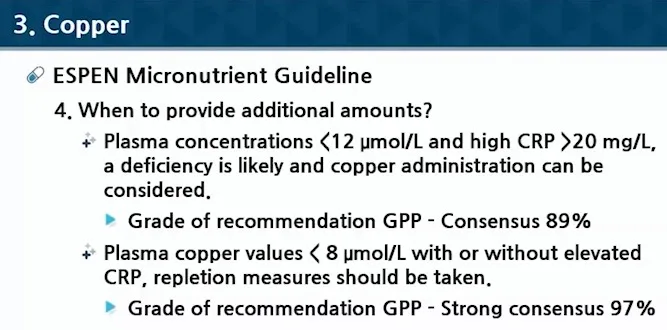 3. Copper
ESPEN Micronutrient Guideline
4. When to provide additional amounts?
Plasma concentrations <12 µmol/L and high CRP >20 mg/L,
a deficiency is likely and copper administration can be
considered.
Grade of recommendation GPP - Consensus 89%
Plasma copper values < 8 µmol/L with or without elevated
CRP, repletion measures should be taken.
Grade of recommendation GPP - Strong consensus 97%